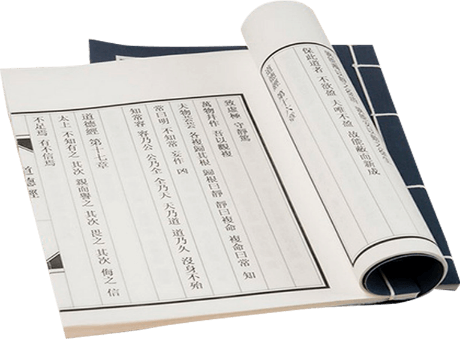 保此道者 不欲盈 夫唯不盈 故能蔽而新成
致虛極 守靜篤
萬物并作 吾以觀複
夫物芸芸 各複歸其根 歸根曰靜 靜曰複命 複命曰常 知
常曰明 不知常 妄作 凶
知常容 容乃公 公乃全 全乃天 天乃道 道乃久 沒身不殆
道德經 第十七章
太上 不知有之 其次 親而譽之 其次 畏之 其次 侮之 信
不足焉 有不信焉
道德經